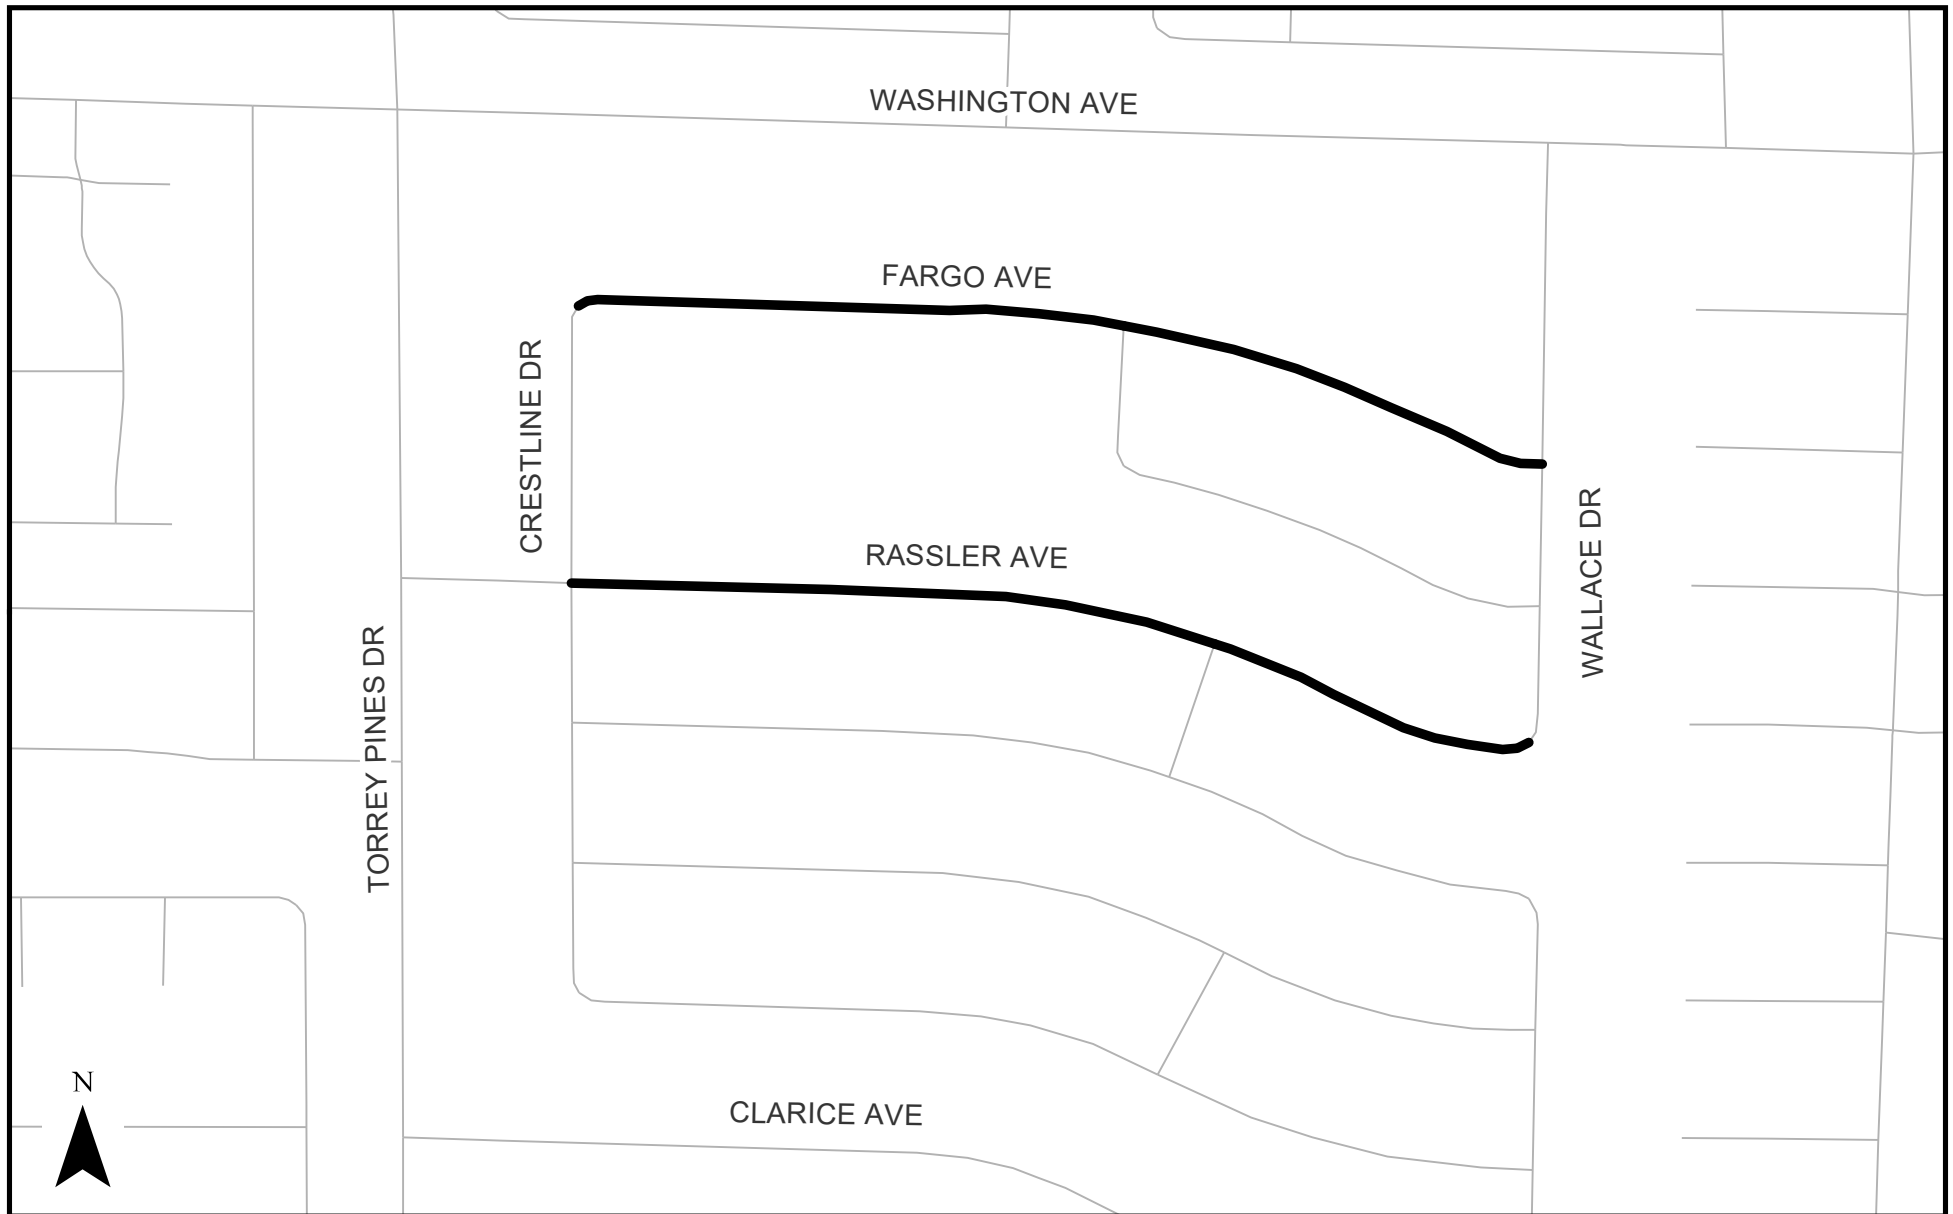 WASHINGTON AVE
FARGO AVE
CRESTLINE DR
RASSLER AVE
WALLACE DR
TORREY PINES DR
N
CLARICE AVE